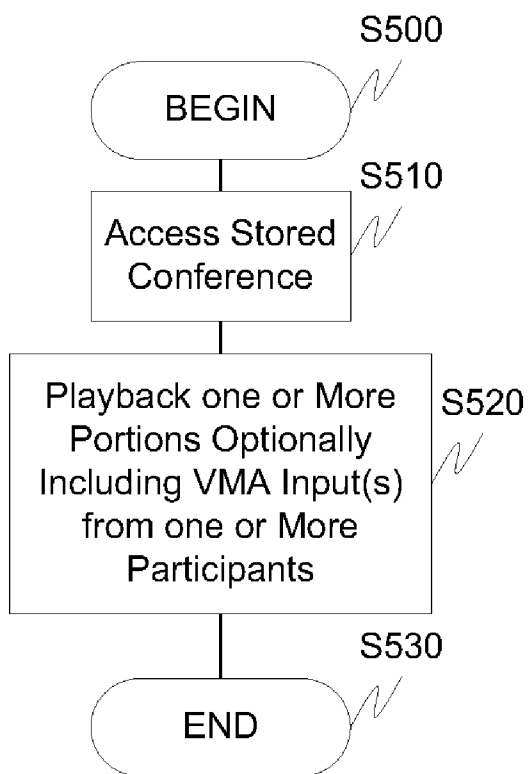 S500
BEGIN
S510
Access Stored
Conference
Playback one or More
Portions Optionally
Including VMA Input(s)
from one or More
Participants
S520
S530
END